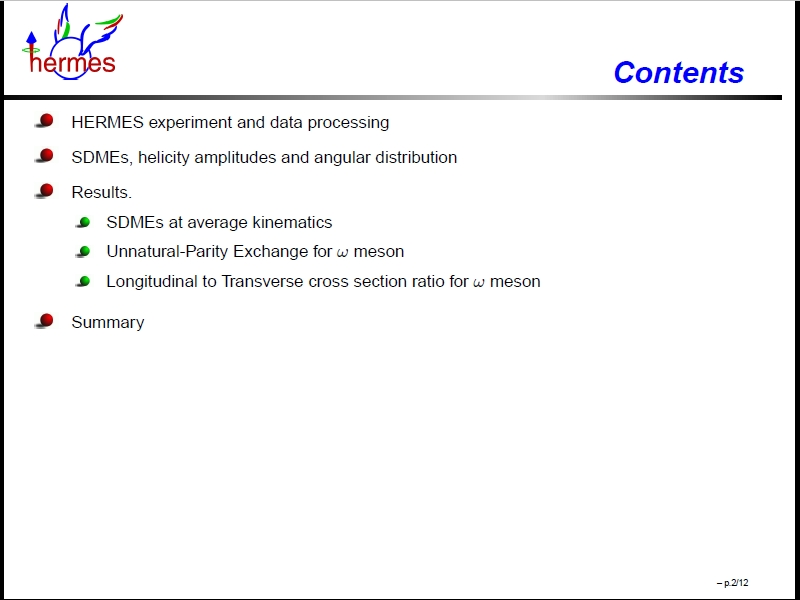 hermes
Contents
HERMES experiment and data processing
SDMEs, helicity amplitudes and angular distribution
Results.
SDMEs at average kinematics
Unnatural-Parity Exchange for ω meson
Longitudinal to Transverse cross section ratio for ω meson
Summary
– p.2/12